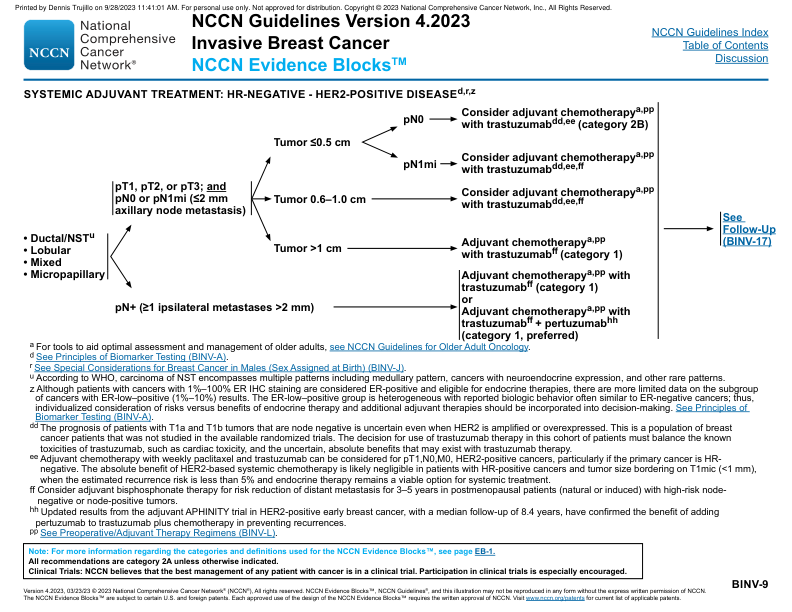 Printed by Dennis Trujillo on 9/28/2023 11:41:01 AM. For personal use only. Not approved for distribution. Copyright © 2023 National Comprehensive Cancer Network, Inc., All Rights Reserved.
NCCN
National
Comprehensive
Cancer
Network®
NCCN Guidelines Version 4.2023
Invasive Breast Cancer
NCCN Evidence Blocks™
NCCN Guidelines Index
Table of Contents
Discussion
SYSTEMIC ADJUVANT TREATMENT: HR-NEGATIVE - HER2-POSITIVE DISEASEd,r,z
• Ductal/NSTu
• Lobular
• Mixed
• Micropapillary
pT1, pT2, or pT3; and
pN0 or pN1mi (≤2 mm
axillary node metastasis)
Tumor ≤0.5 cm
pN0
Consider adjuvant chemotherapya,pp
with trastuzumabdd,ee (category 2B)
pN1mi
Consider adjuvant chemotherapya,pp
with trastuzumabdd,ee,ff
Tumor 0.6–1.0 cm
Consider adjuvant chemotherapya,pp
with trastuzumabdd,ee,ff
Tumor >1 cm
Adjuvant chemotherapya,pp
with trastuzumabff (category 1)
pN+ (≥1 ipsilateral metastases >2 mm)
Adjuvant chemotherapya,pp with
trastuzumabff (category 1)
or
Adjuvant chemotherapya,pp with
trastuzumabff + pertuzumabhh
(category 1, preferred)
See
Follow-Up
(BINV-17)
a For tools to aid optimal assessment and management of older adults, see NCCN Guidelines for Older Adult Oncology.
d See Principles of Biomarker Testing (BINV-A).
r See Special Considerations for Breast Cancer in Males (Sex Assigned at Birth) (BINV-J).
u According to WHO, carcinoma of NST encompasses multiple patterns including medullary pattern, cancers with neuroendocrine expression, and other rare patterns.
z Although patients with cancers with 1%–100% ER IHC staining are considered ER-positive and eligible for endocrine therapies, there are more limited data on the subgroup
of cancers with ER-low–positive (1%–10%) results. The ER-low–positive group is heterogeneous with reported biologic behavior often similar to ER-negative cancers; thus,
individualized consideration of risks versus benefits of endocrine therapy and additional adjuvant therapies should be incorporated into decision-making. See Principles of
Biomarker Testing (BINV-A).
dd The prognosis of patients with T1a and T1b tumors that are node negative is uncertain even when HER2 is amplified or overexpressed. This is a population of breast
cancer patients that was not studied in the available randomized trials. The decision for use of trastuzumab therapy in this cohort of patients must balance the known
toxicities of trastuzumab, such as cardiac toxicity, and the uncertain, absolute benefits that may exist with trastuzumab therapy.
ee Adjuvant chemotherapy with weekly paclitaxel and trastuzumab can be considered for pT1,N0,M0, HER2-positive cancers, particularly if the primary cancer is HR-
negative. The absolute benefit of HER2-based systemic chemotherapy is likely negligible in patients with HR-positive cancers and tumor size bordering on T1mic (<1 mm),
when the estimated recurrence risk is less than 5% and endocrine therapy remains a viable option for systemic treatment.
ff Consider adjuvant bisphosphonate therapy for risk reduction of distant metastasis for 3–5 years in postmenopausal patients (natural or induced) with high-risk node-
negative or node-positive tumors.
hh Updated results from the adjuvant APHINITY trial in HER2-positive early breast cancer, with a median follow-up of 8.4 years, have confirmed the benefit of adding
pertuzumab to trastuzumab plus chemotherapy in preventing recurrences.
pp See Preoperative/Adjuvant Therapy Regimens (BINV-L).
Note: For more information regarding the categories and definitions used for the NCCN Evidence Blocks™, see page EB-1.
All recommendations are category 2A unless otherwise indicated.
Clinical Trials: NCCN believes that the best management of any patient with cancer is in a clinical trial. Participation in clinical trials is especially encouraged.
BINV-9
Version 4.2023, 03/23/23 © 2023 National Comprehensive Cancer Network® (NCCN®), All rights reserved. NCCN Evidence Blocks™, NCCN Guidelines®, and this illustration may not be reproduced in any form without the express written permission of NCCN.
The NCCN Evidence Blocks™ are subject to certain U.S. and foreign patents. Each approved use of the design of the NCCN Evidence Blocks™ requires the written approval of NCCN. Visit www.nccn.org/patents for current list of applicable patents.